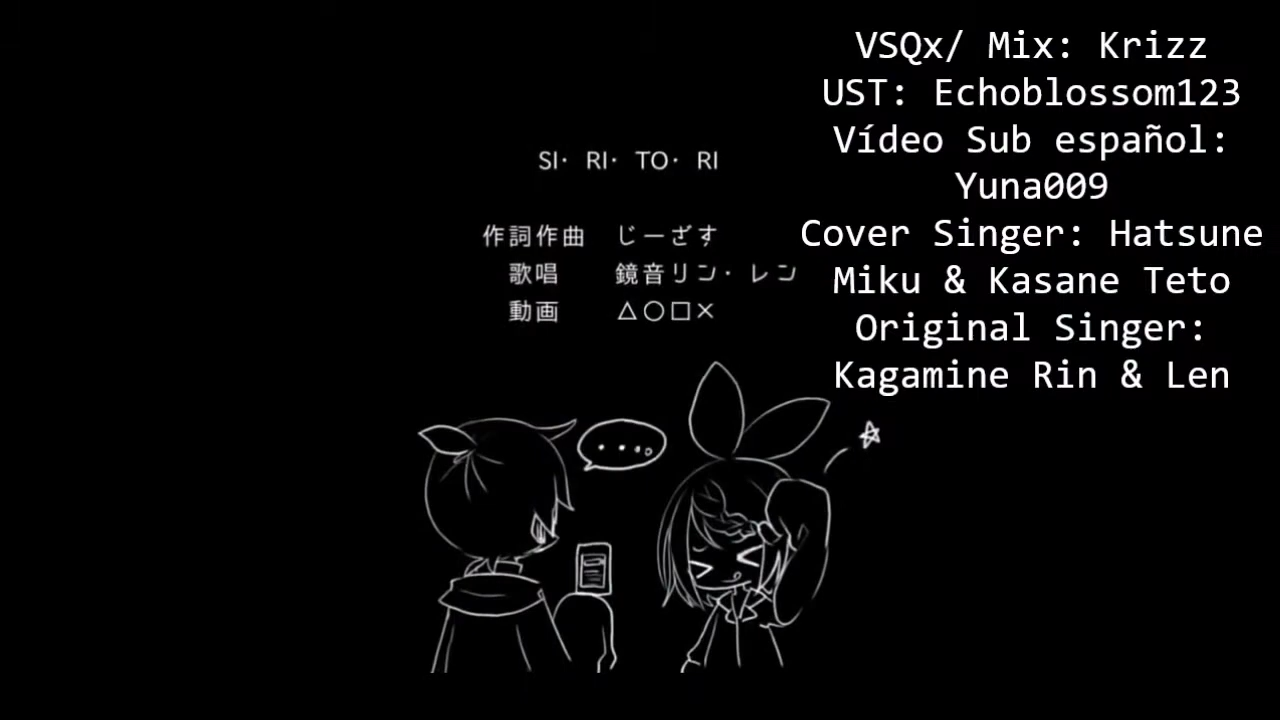 SI· RI· TO· RI
作詞作曲 じーざす
歌唱 鏡音リン・レン
動画 △○□×
VSQx/ Mix: Krizz
UST: Echoblossom123
Vídeo Sub español:
Yuna009
Cover Singer: Hatsune
Miku & Kasane Teto
Original Singer:
Kagamine Rin & Len